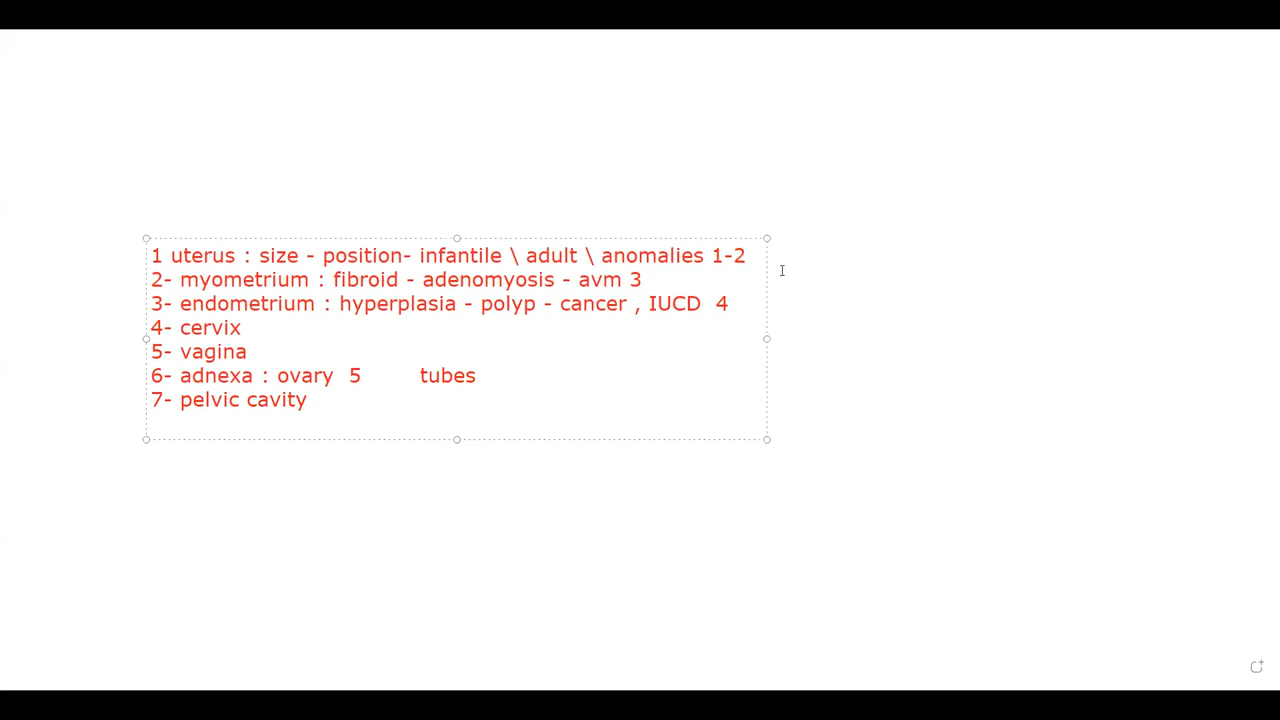 1 uterus : size - position- infantile \ adult \ anomalies 1-2
2- myometrium : fibroid - adenomyosis - avm 3
3- endometrium : hyperplasia - polyp - cancer , IUCD  4
4- cervix
5- vagina
6- adnexa : ovary  5       tubes
7- pelvic cavity